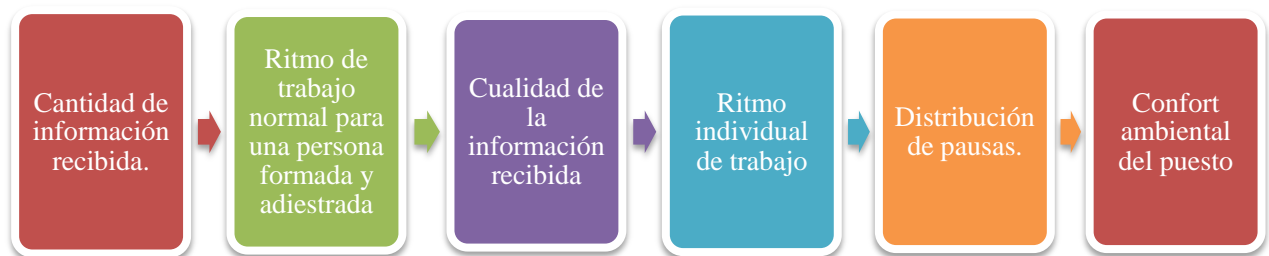 Cantidad de
información
recibida.
Ritmo de
trabajo
normal para
una persona
formada y
adiestrada
Cualidad de
la
información
recibida
Ritmo
individual
de trabajo
Distribución
de pausas.
Confort
ambiental
del puesto